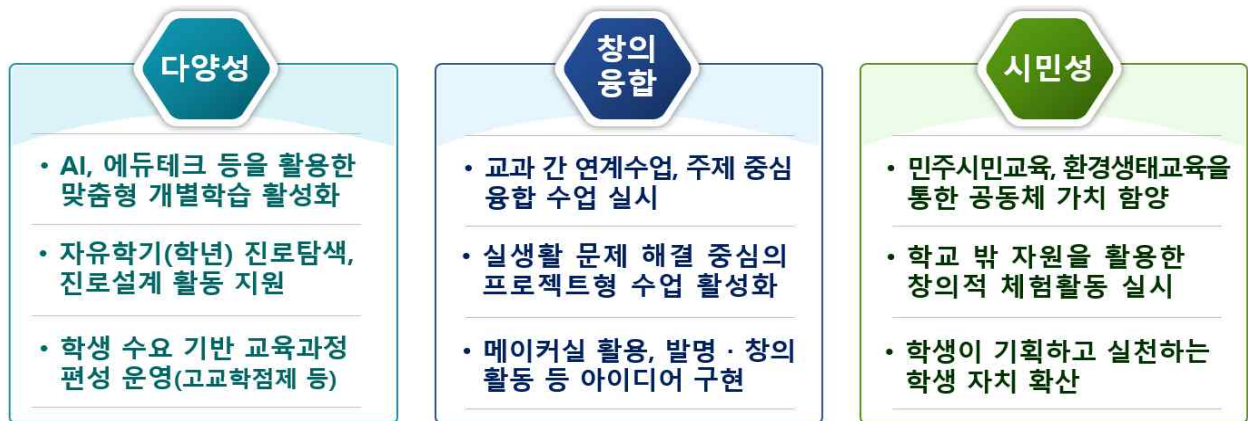 다양성
• AI, 에듀테크 등을 활용한
맞춤형 개별학습 활성화
• 자유학기(학년) 진로탐색,
진로설계 활동 지원
• 학생 수요 기반 교육과정
편성 운영(고교학점제 등)
창의
융합
• 교과 간 연계수업, 주제 중심
융합 수업 실시
• 실생활 문제 해결 중심의
프로젝트형 수업 활성화
• 메이커실 활용, 발명 · 창의
활동 등 아이디어 구현
시민성
• 민주시민교육, 환경생태교육을
통한 공동체 가치 함양
• 학교 밖 자원을 활용한
창의적 체험활동 실시
• 학생이 기획하고 실천하는
학생 자치 확산